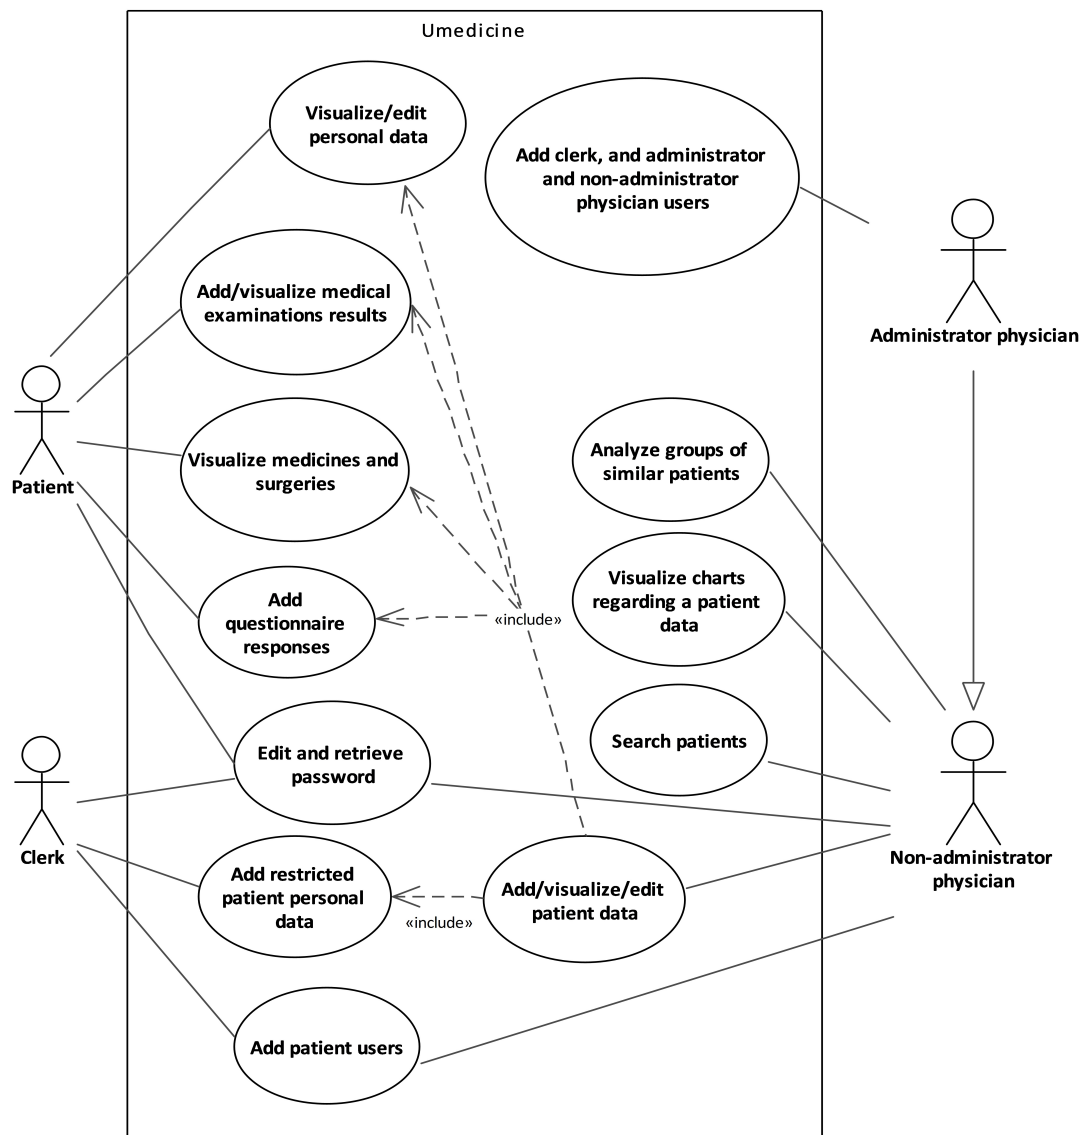 Umedicine
Visualize/edit
personal data
Add clerk, and administrator
and non-administrator
physician users
Add/visualize medical
examinations results
Administrator physician
Patient
Visualize medicines and
surgeries
Analyze groups of
similar patients
Add
questionnaire
responses
«include»
Visualize charts
regarding a patient
data
Edit and retrieve
password
Search patients
Clerk
Non-administrator
physician
Add restricted
patient personal
data
«include»
Add/visualize/edit
patient data
Add patient users